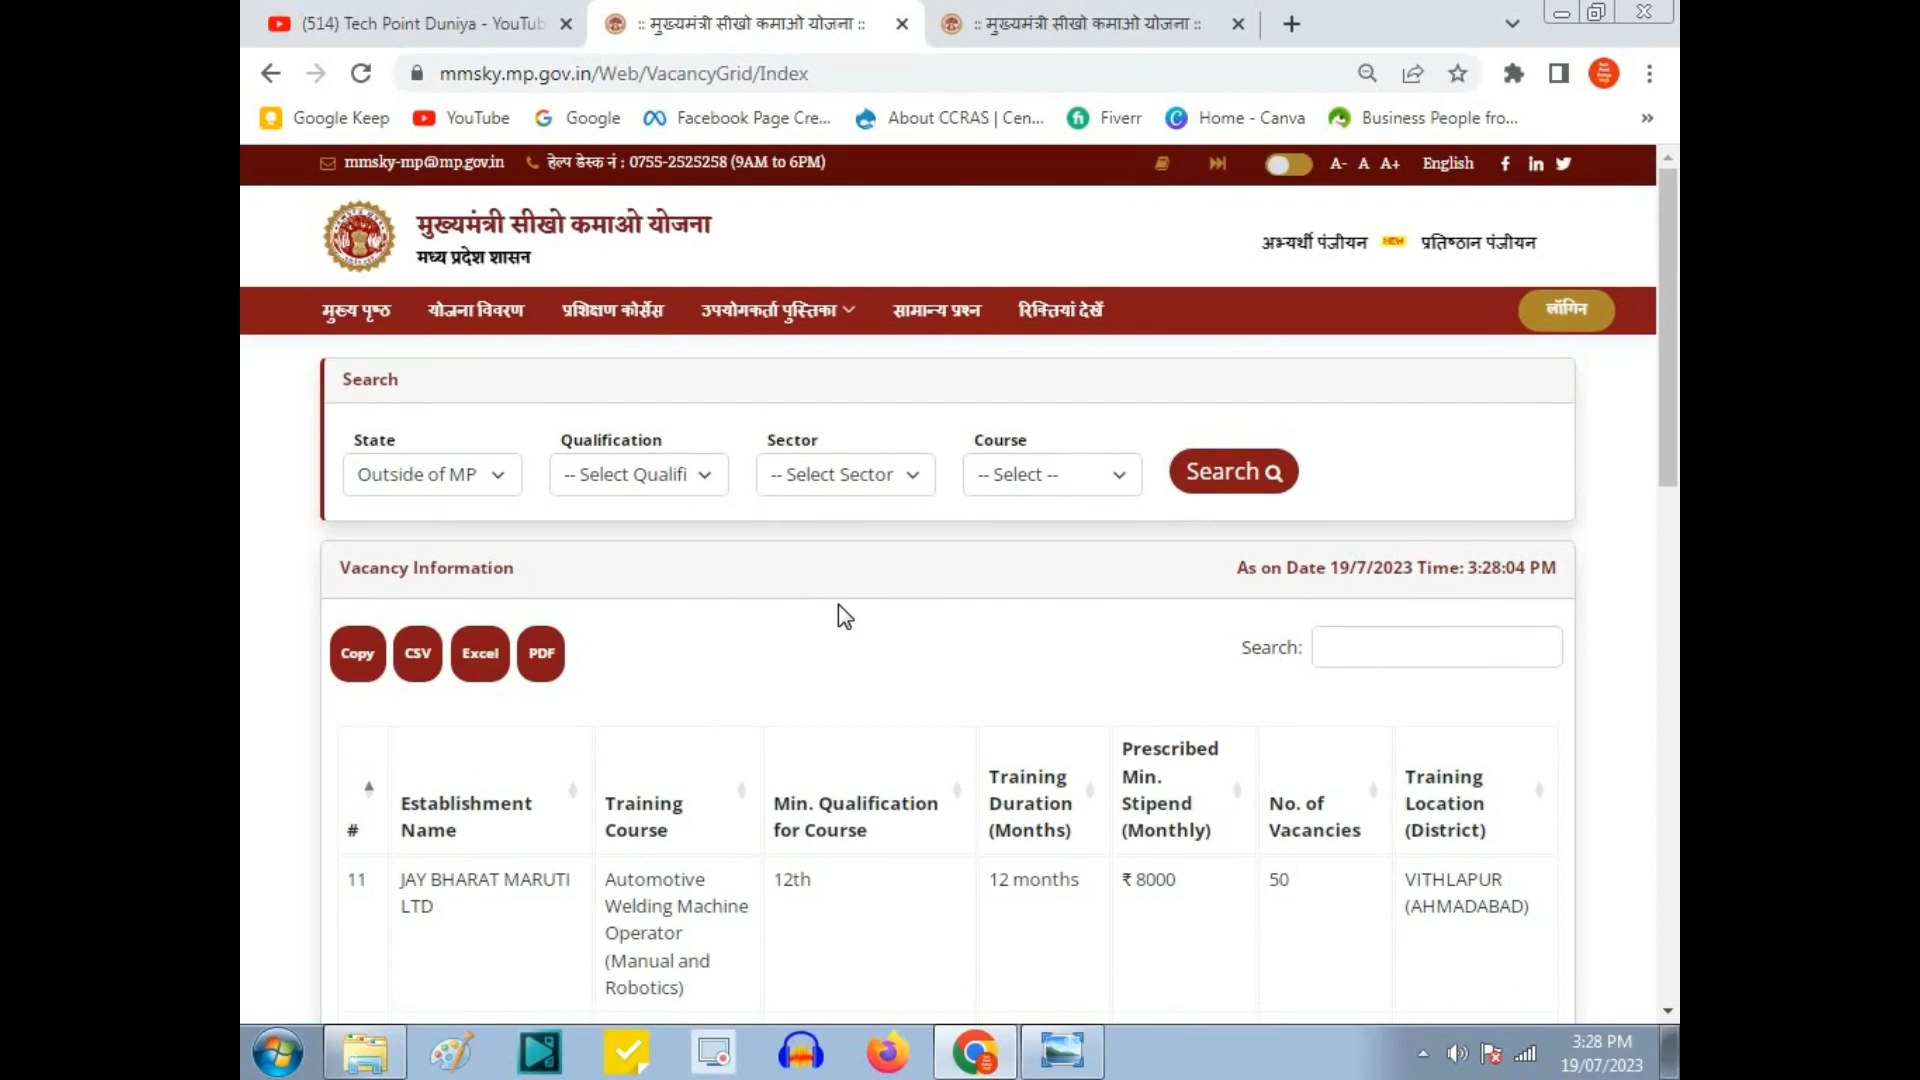 (514) Tech Point Duniya - YouTub
:: मुख्यमंत्री सीखो कमाओ योजना ::
:: मुख्यमंत्री सीखो कमाओ योजना ::
mmsky.mp.gov.in/Web/VacancyGrid/Index
Google Keep YouTube Google Facebook Page Cre... About CCRAS | Cen... Fiverr Home - Canva Business People fro... »
mmsky-mp@mp.gov.in हेल्प डेस्क नं : 0755-2525258 (9AM to 6PM) A- A A+ English
मुख्यमंत्री सीखो कमाओ योजना
मध्य प्रदेश शासन
अभ्यर्थी पंजीयन NEW प्रतिष्ठान पंजीयन
मुख्य पृष्ठ योजना विवरण प्रशिक्षण कोर्सेस उपयोगकर्ता पुस्तिका सामान्य प्रश्न रिक्तियां देखें लॉगिन
Search
State Qualification Sector Course
Outside of MP -- Select Qualifi -- Select Sector -- Select -- Search
Vacancy Information As on Date 19/7/2023 Time: 3:28:04 PM
Copy CSV Excel PDF Search:
#
Establishment
Name
Training
Course
Min. Qualification
for Course
Training
Duration
(Months)
Prescribed
Min.
Stipend
(Monthly)
No. of
Vacancies
Training
Location
(District)
11
JAY BHARAT MARUTI
LTD
Automotive
Welding Machine
Operator
(Manual and
Robotics)
12th
12 months
₹ 8000
50
VITHLAPUR
(AHMADABAD)
3:28 PM
19/07/2023